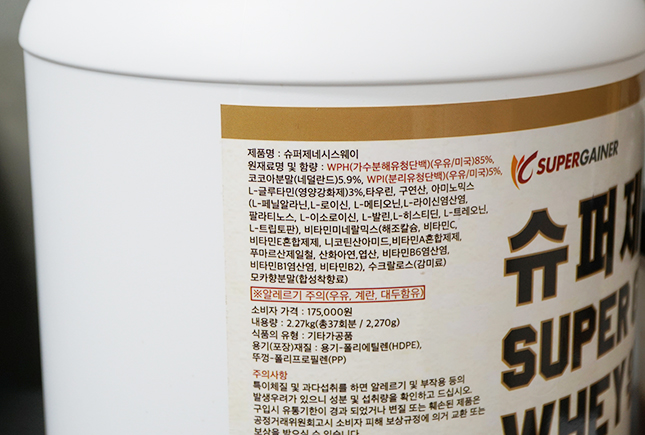 제품명 : 슈퍼제네시스웨이
원재료명 및 함량 : WPH(가수분해유청단백)(우유/미국)85%,
코코아분말(네덜란드)5.9%, WPI(분리유청단백)(우유/미국)5%,
L-글루타민(영양강화제)3%,타우린, 구연산, 아미노믹스
(L-페닐알라닌,L-로이신, L-메티오닌,L-라이신염산염,
팔라티노스, L-이소로이신, L-발린,L-히스티딘, L-트레오닌,
L-트립토판), 비타민미네랄믹스(해조칼슘, 비타민C,
비타민E혼합제제, 니코틴산아미드,비타민A혼합제제,
푸마르산제일철, 산화아연,엽산, 비타민B6염산염,
비타민B1염산염, 비타민B2), 수크랄로스(감미료)
모카향분말(합성착향료)
※알레르기 주의(우유, 계란, 대두함유)
소비자 가격 : 175,000원
내용량 : 2.27kg(총37회분 / 2,270g)
식품의 유형 : 기타가공품
용기(포장)재질 : 용기-폴리에틸렌(HDPE),
뚜껑-폴리프로필렌(PP)
주의사항
특이체질 및 과다섭취를 하면 알레르기 및 부작용 등의
발생우려가 있으니 성분 및 섭취량을 확인하고 드십시오.
구입시 유통기한이 경과 되었거나 변질 또는 훼손된 제품은
공정거래위원회고시 소비자 피해 보상규정에 의거 교환 또는
보상을 받으실 수 있습니다.
SUPERGAINER
슈퍼제
SUPER
WHEY